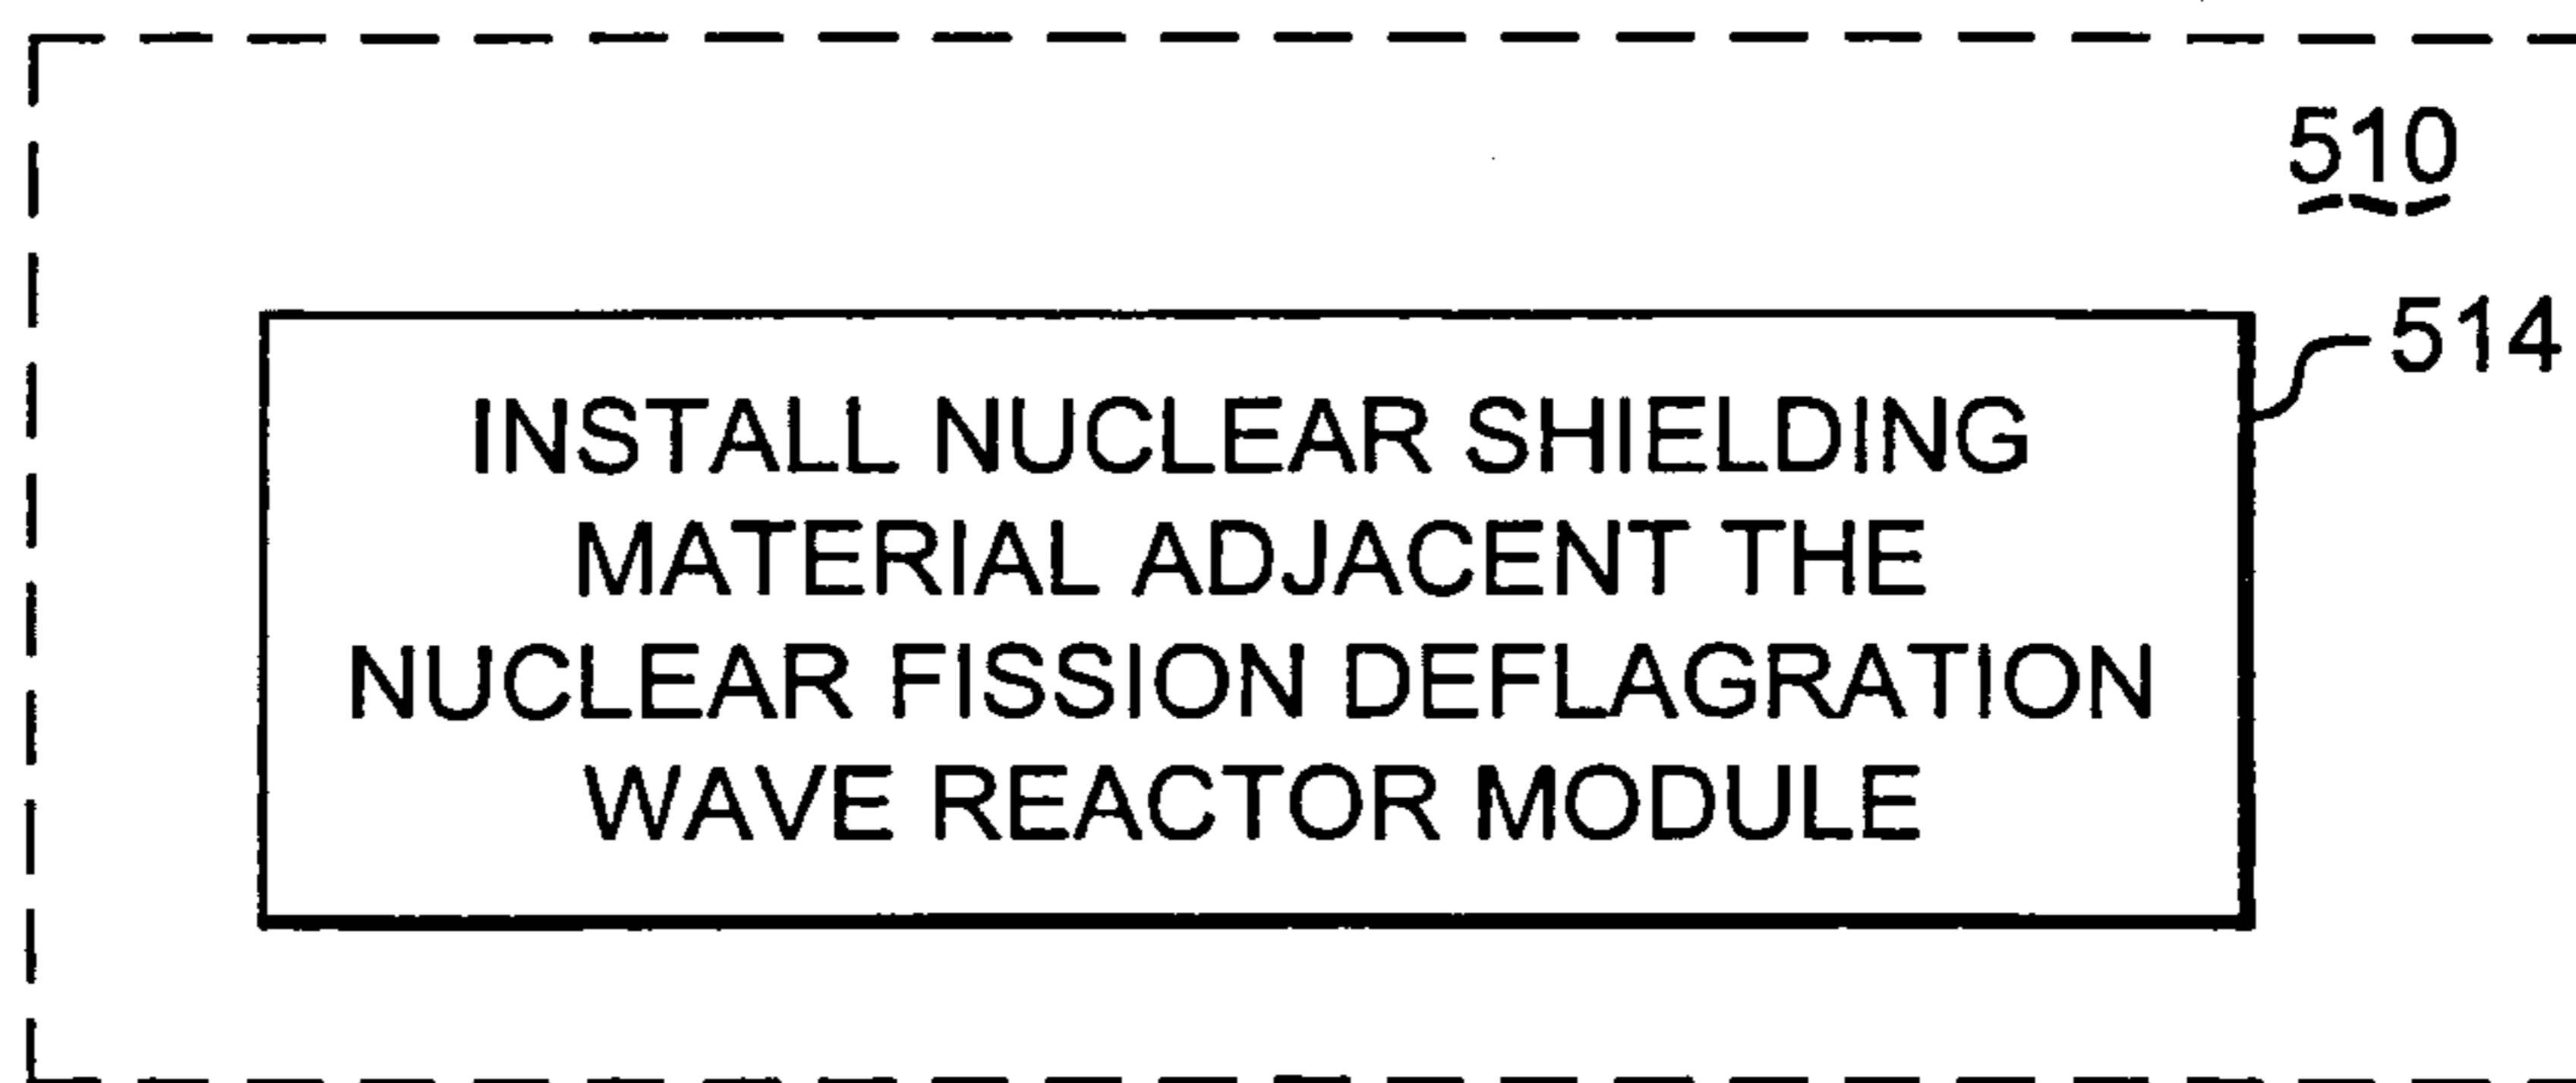 510
514
INSTALL NUCLEAR SHIELDING
MATERIAL ADJACENT THE
NUCLEAR FISSION DEFLAGRATION
WAVE REACTOR MODULE